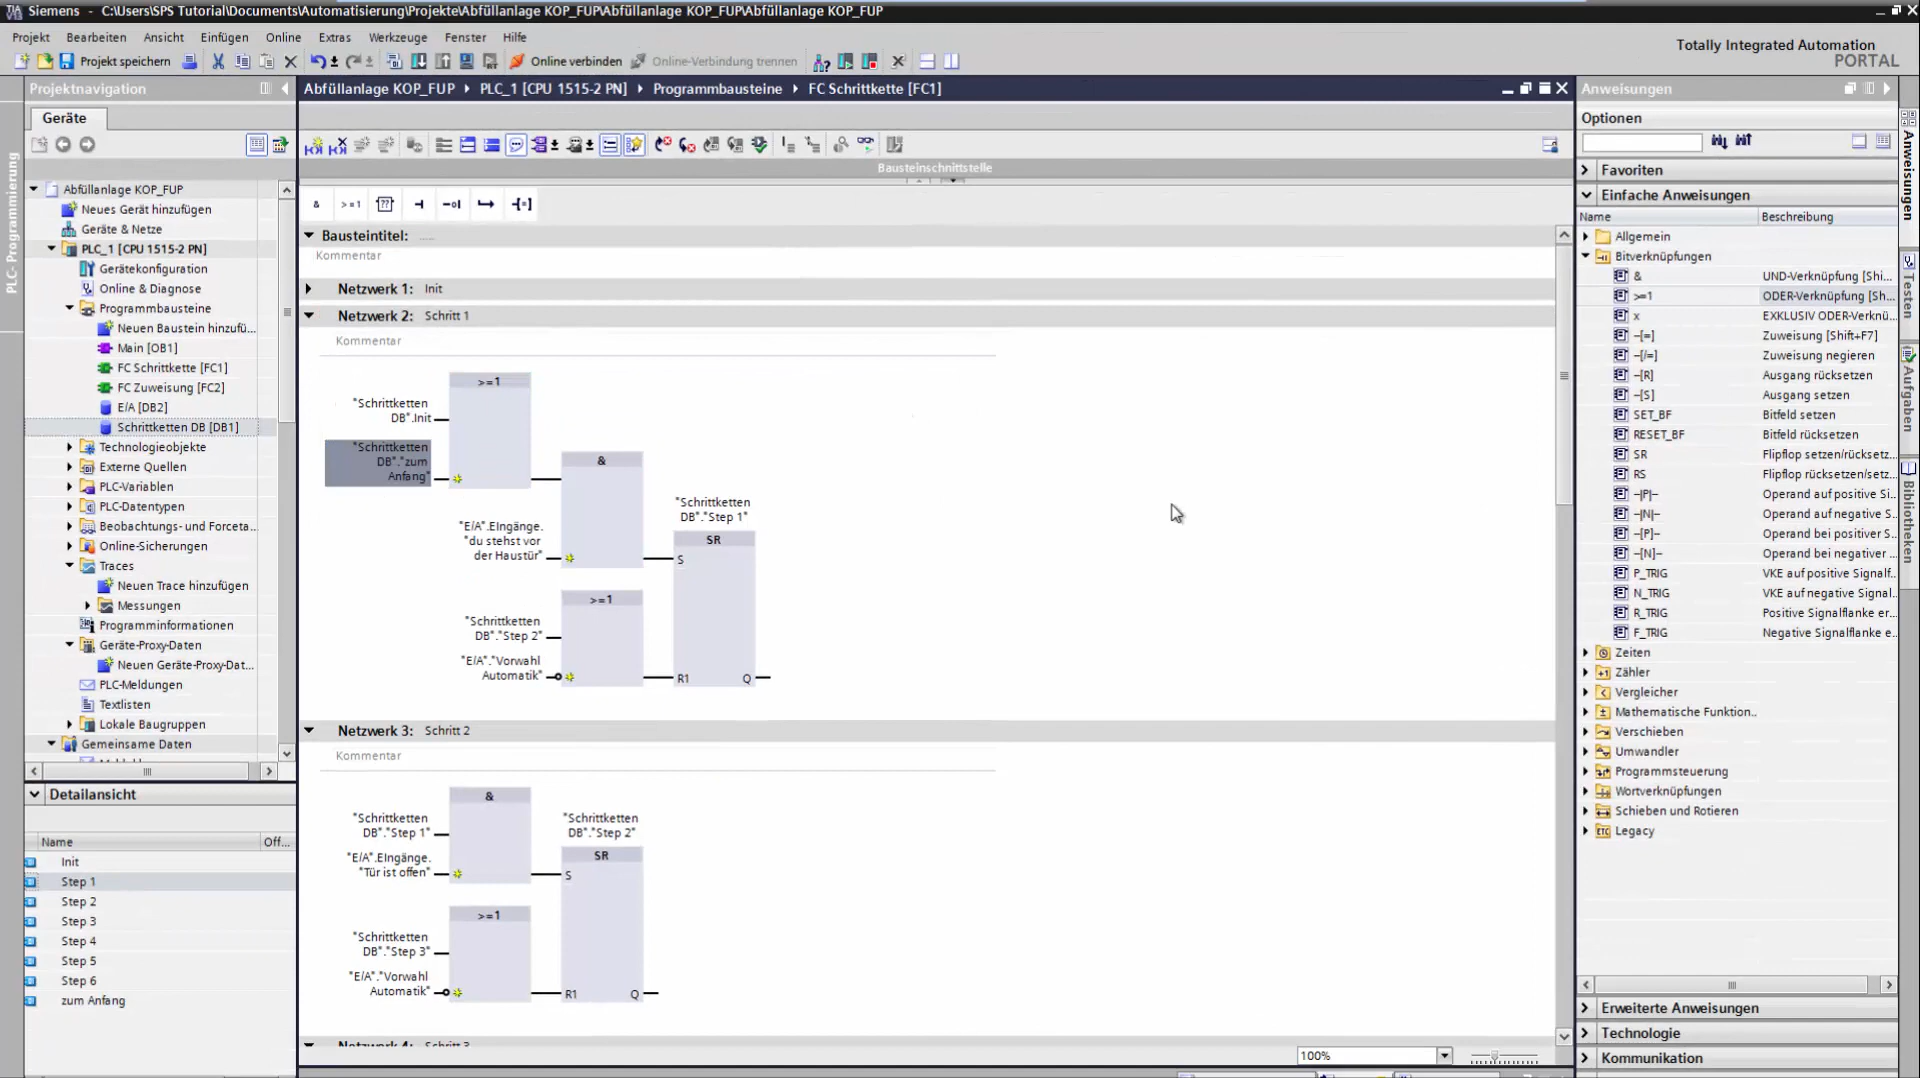 Siemens - C:\Users\SPS Tutorial\Documents\Automatisierung\Projekte\Abfüllanlage KOP_FUP\Abfüllanlage KOP_FUP\Abfüllanlage KOP_FUP
Projekt Bearbeiten Ansicht Einfügen Online Extras Werkzeuge Fenster Hilfe
Totally Integrated Automation
PORTAL
Projekt speichern Online verbinden Online-Verbindung trennen
Projektnavigation
Abfüllanlage KOP_FUP PLC_1 [CPU 1515-2 PN] Programmbausteine FC Schrittkette [FC1]
Anweisungen
PLC- Programmierung
Geräte
Abfüllanlage KOP_FUP
Neues Gerät hinzufügen
Geräte & Netze
PLC_1 [CPU 1515-2 PN]
Gerätekonfiguration
Online & Diagnose
Programmbausteine
Neuen Baustein hinzufü...
Main [OB1]
FC Schrittkette [FC1]
FC Zuweisung [FC2]
E/A [DB2]
Schrittketten DB [DB1]
Technologieobjekte
Externe Quellen
PLC-Variablen
PLC-Datentypen
Beobachtungs- und Forceta...
Online-Sicherungen
Traces
Neuen Trace hinzufügen
Messungen
Programminformationen
Geräte-Proxy-Daten
Neuen Geräte-Proxy-Dat...
PLC-Meldungen
Textlisten
Lokale Baugruppen
Gemeinsame Daten
Detailansicht
Name Off...
Init
Step 1
Step 2
Step 3
Step 4
Step 5
Step 6
zum Anfang
Bausteinschnittstelle
& >=1 ??
Bausteintitel: .....
Kommentar
Netzwerk 1: Init
Netzwerk 2: Schritt 1
Kommentar
>=1
"Schrittketten
DB".Init
"Schrittketten
DB"."zum
Anfang"
&
"E/A".EIngänge.
"du stehst vor
der Haustür"
"Schrittketten
DB"."Step 1"
SR
S
>=1
"Schrittketten
DB"."Step 2"
"E/A"."Vorwahl
Automatik"
R1 Q
Netzwerk 3: Schritt 2
Kommentar
&
"Schrittketten
DB"."Step 1"
"E/A".EIngänge.
"Tür ist offen"
"Schrittketten
DB"."Step 2"
SR
S
>=1
"Schrittketten
DB"."Step 3"
"E/A"."Vorwahl
Automatik"
R1 Q
Netzwerk 4: Schritt 3
100%
Optionen
Favoriten
Einfache Anweisungen
Name Beschreibung
Allgemein
Bitverknüpfungen
& UND-Verknüpfung [Shi...
>=1 ODER-Verknüpfung [Sh...
x EXKLUSIV ODER-Verknü...
-[=] Zuweisung [Shift+F7]
-[/=] Zuweisung negieren
-[R] Ausgang rücksetzen
-[S] Ausgang setzen
SET_BF Bitfeld setzen
RESET_BF Bitfeld rücksetzen
SR Flipflop setzen/rücksetz...
RS Flipflop rücksetzen/setz...
-|P|- Operand auf positive Si...
-|N|- Operand auf negative ...
-[P]- Operand bei positiver S...
-[N]- Operand bei negativer ...
P_TRIG VKE auf positive Signalf...
N_TRIG VKE auf negative Signal...
R_TRIG Positive Signalflanke er...
F_TRIG Negative Signalflanke e...
Zeiten
Zähler
Vergleicher
Mathematische Funktion..
Verschieben
Umwandler
Programmsteuerung
Wortverknüpfungen
Schieben und Rotieren
Legacy
Erweiterte Anweisungen
Technologie
Kommunikation
Anweisungen
Testen
Aufgaben
Bibliotheken